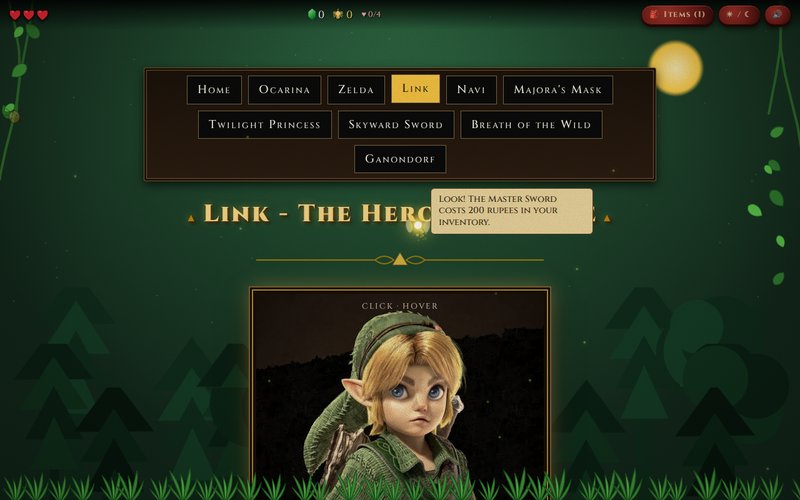 0 0 0/4 Items (1) / 
Home Ocarina Zelda Link Navi Majora's Mask
Twilight Princess Skyward Sword Breath of the Wild
Ganondorf
Look! The Master Sword
costs 200 rupees in your
inventory.
Link - The Hero
CLICK · HOVER